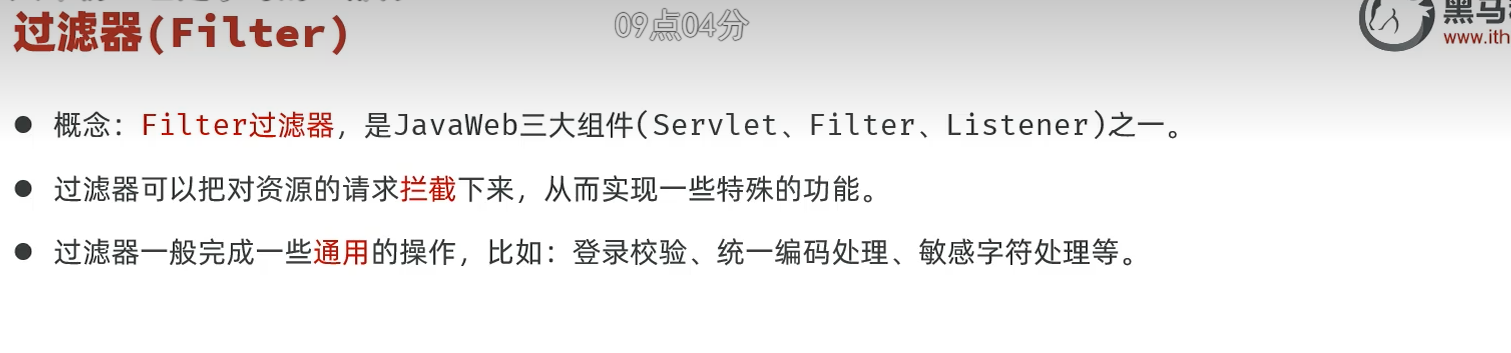 过滤器(Filter)
09点04分
黑马
www.ith
● 概念：Filter过滤器，是JavaWeb三大组件(Servlet、Filter、Listener)之一。
● 过滤器可以把对资源的请求拦截下来，从而实现一些特殊的功能。
● 过滤器一般完成一些通用的操作，比如：登录校验、统一编码处理、敏感字符处理等。